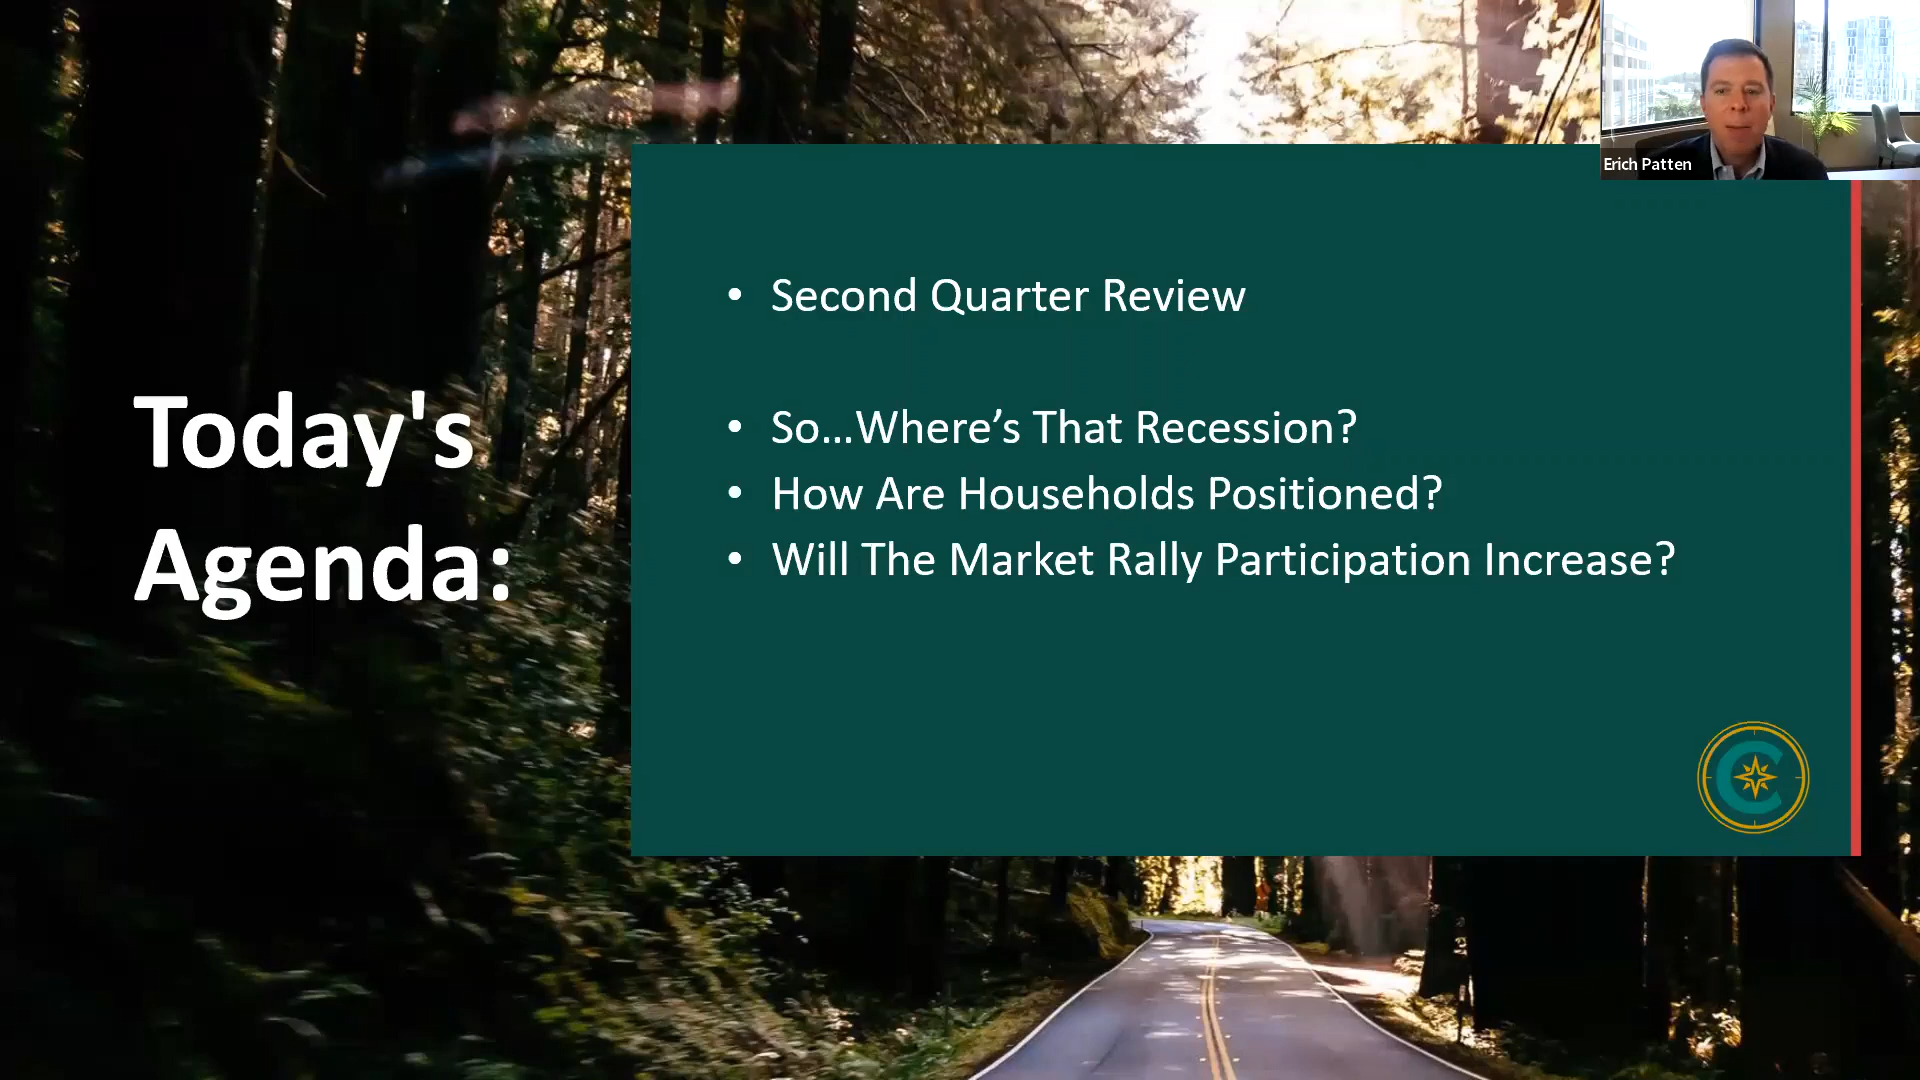 Erich Patten
Today's
Agenda:
• Second Quarter Review
• So...Where’s That Recession?
• How Are Households Positioned?
• Will The Market Rally Participation Increase?